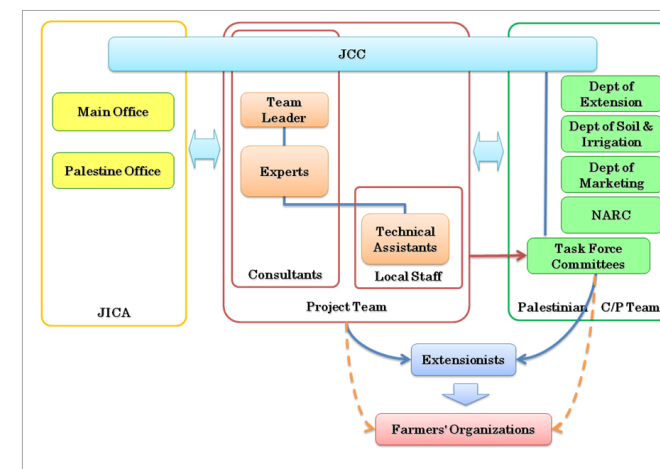 JCC
Main Office
Palestine Office
JICA
Team
Leader
Experts
Technical
Assistants
Consultants
Local Staff
Project Team
Dept of
Extension
Dept of Soil &
Irrigation
Dept of
Marketing
NARC
Task Force
Committees
Palestinian C/P Team
Extensionists
Farmers' Organizations